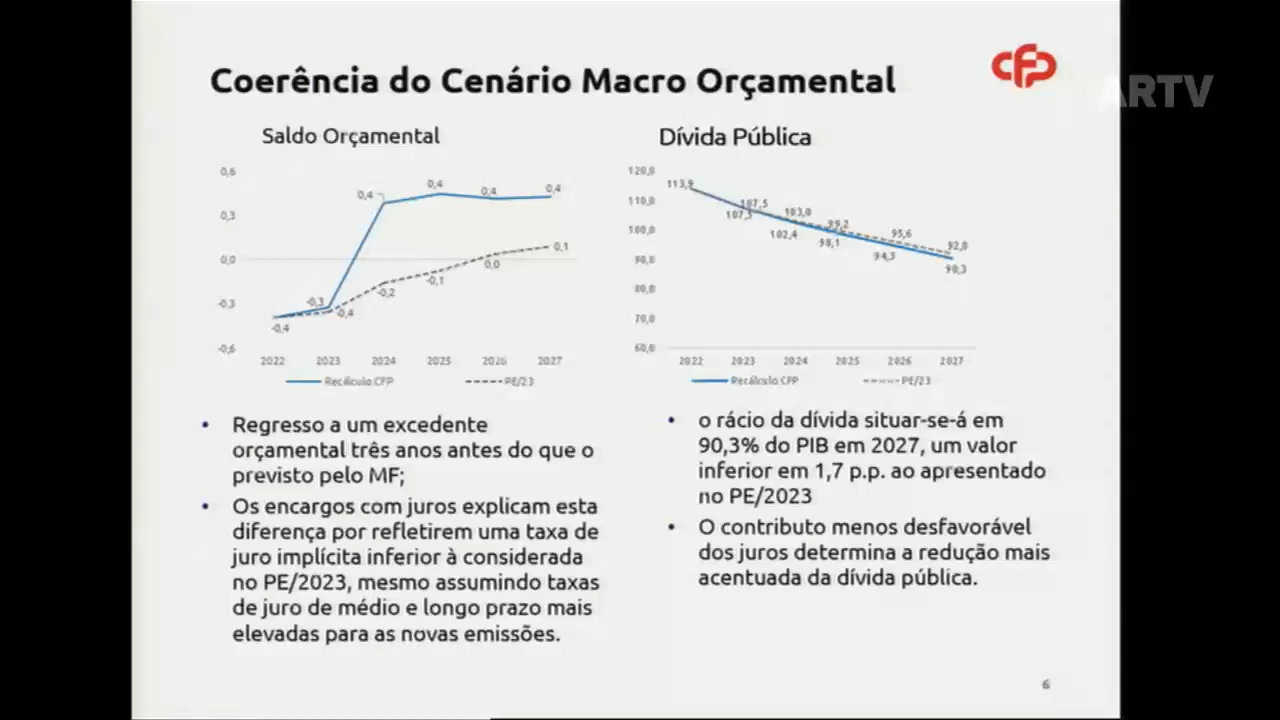 Coerência do Cenário Macro Orçamental
CFP
ARTV
Saldo Orçamental
0,6
0,3
0,0
-0,3
-0,6
0,4
0,4
0,4
0,4
-0,3
-0,4
-0,4
-0,2
-0,1
0,0
0,1
2022 2023 2024 2025 2026 2027
Recálculo CFP PE/23
Dívida Pública
120,0
110,0
100,0
90,0
80,0
70,0
60,0
113,9
107,5
107,5
103,0
102,4
99,2
98,1
95,6
94,3
92,0
90,3
2022 2023 2024 2025 2026 2027
Recálculo CFP PE/23
• Regresso a um excedente
orçamental três anos antes do que o
previsto pelo MF;
• Os encargos com juros explicam esta
diferença por refletirem uma taxa de
juro implícita inferior à considerada
no PE/2023, mesmo assumindo taxas
de juro de médio e longo prazo mais
elevadas para as novas emissões.
• o rácio da dívida situar-se-á em
90,3% do PIB em 2027, um valor
inferior em 1,7 p.p. ao apresentado
no PE/2023
• O contributo menos desfavorável
dos juros determina a redução mais
acentuada da dívida pública.
6